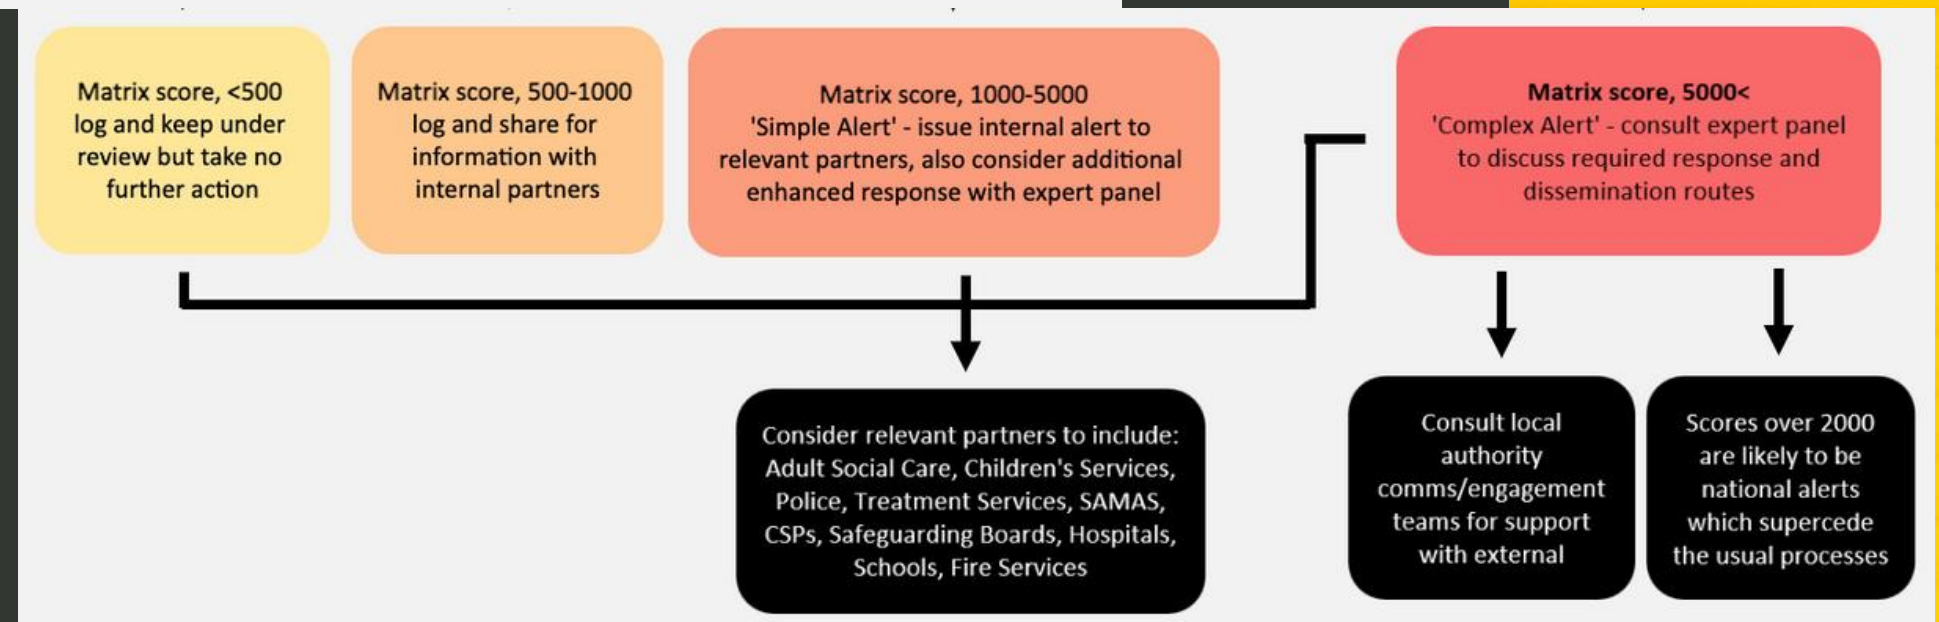 Matrix score, <500
log and keep under
review but take no
further action
Matrix score, 500-1000
log and share for
information with
internal partners
Matrix score, 1000-5000
'Simple Alert' - issue internal alert to
relevant partners, also consider additional
enhanced response with expert panel
Matrix score, 5000<
'Complex Alert' - consult expert panel
to discuss required response and
dissemination routes
Consider relevant partners to include:
Adult Social Care, Children's Services,
Police, Treatment Services, SAMAS,
CSPs, Safeguarding Boards, Hospitals,
Schools, Fire Services
Consult local
authority
comms/engagement
teams for support
with external
Scores over 2000
are likely to be
national alerts
which supercede
the usual processes